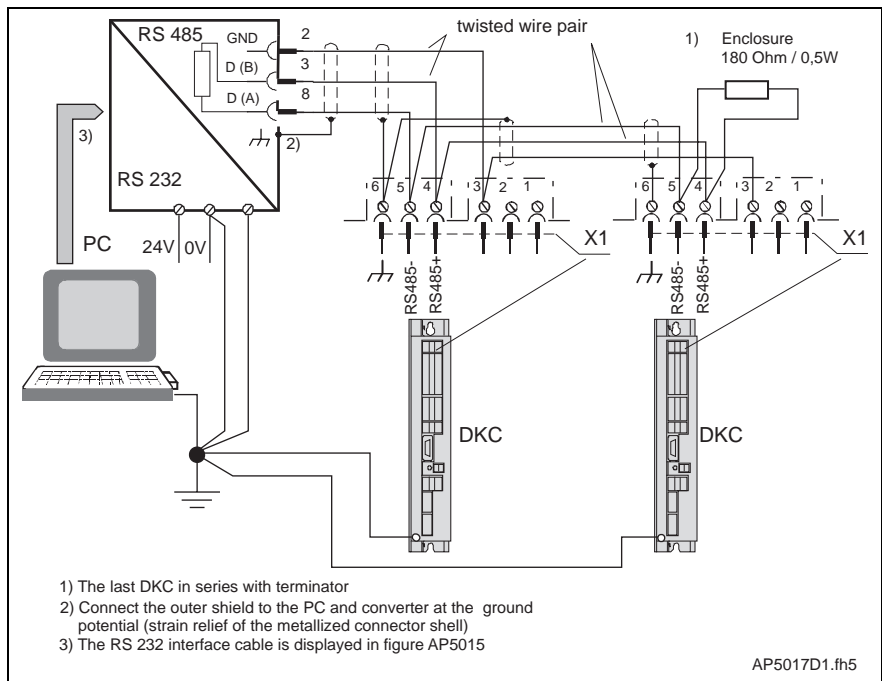 RS 485
GND
2
D (B)
3
D (A)
8
2)
3)
RS 232
24V
0V
PC
twisted wire pair
1)
Enclosure
180 Ohm / 0,5W
6 5 4 3 2 1
6 5 4 3 2 1
X1
X1
RS485-
RS485+
RS485-
RS485+
DKC
DKC
1) The last DKC in series with terminator
2) Connect the outer shield to the PC and converter at the ground
potential (strain relief of the metallized connector shell)
3) The RS 232 interface cable is displayed in figure AP5015
AP5017D1.fh5